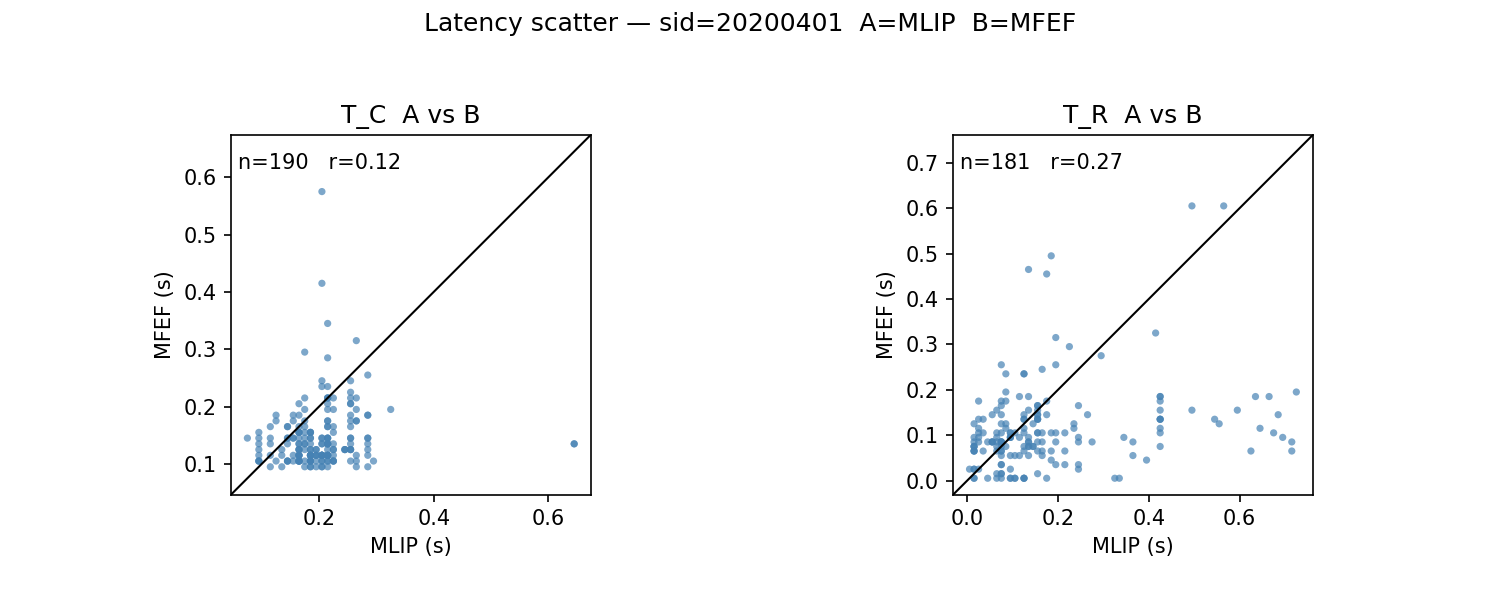 Latency scatter — sid=20200401  A=MLIP  B=MFEF
T_C  A vs B
n=190   r=0.12
0.6
0.5
0.4
0.3
0.2
0.1
MFEF (s)
0.2
0.4
0.6
MLIP (s)
T_R  A vs B
n=181   r=0.27
0.7
0.6
0.5
0.4
0.3
0.2
0.1
0.0
MFEF (s)
0.0
0.2
0.4
0.6
MLIP (s)